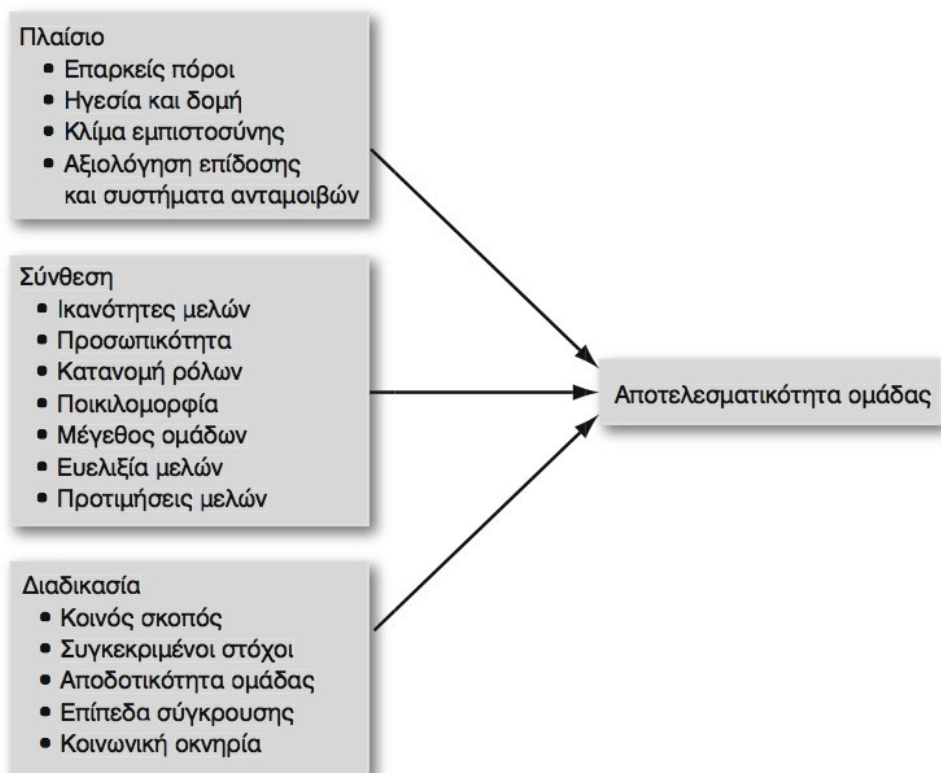 Πλαίσιο
• Επαρκείς πόροι
• Ηγεσία και δομή
• Κλίμα εμπιστοσύνης
• Αξιολόγηση επίδοσης
και συστήματα ανταμοιβών
Σύνθεση
• Ικανότητες μελών
• Προσωπικότητα
• Κατανομή ρόλων
• Ποικιλομορφία
• Μέγεθος ομάδων
• Ευελιξία μελών
• Προτιμήσεις μελών
Αποτελεσματικότητα ομάδας
Διαδικασία
• Κοινός σκοπός
• Συγκεκριμένοι στόχοι
• Αποδοτικότητα ομάδας
• Επίπεδα σύγκρουσης
• Κοινωνική οκνηρία